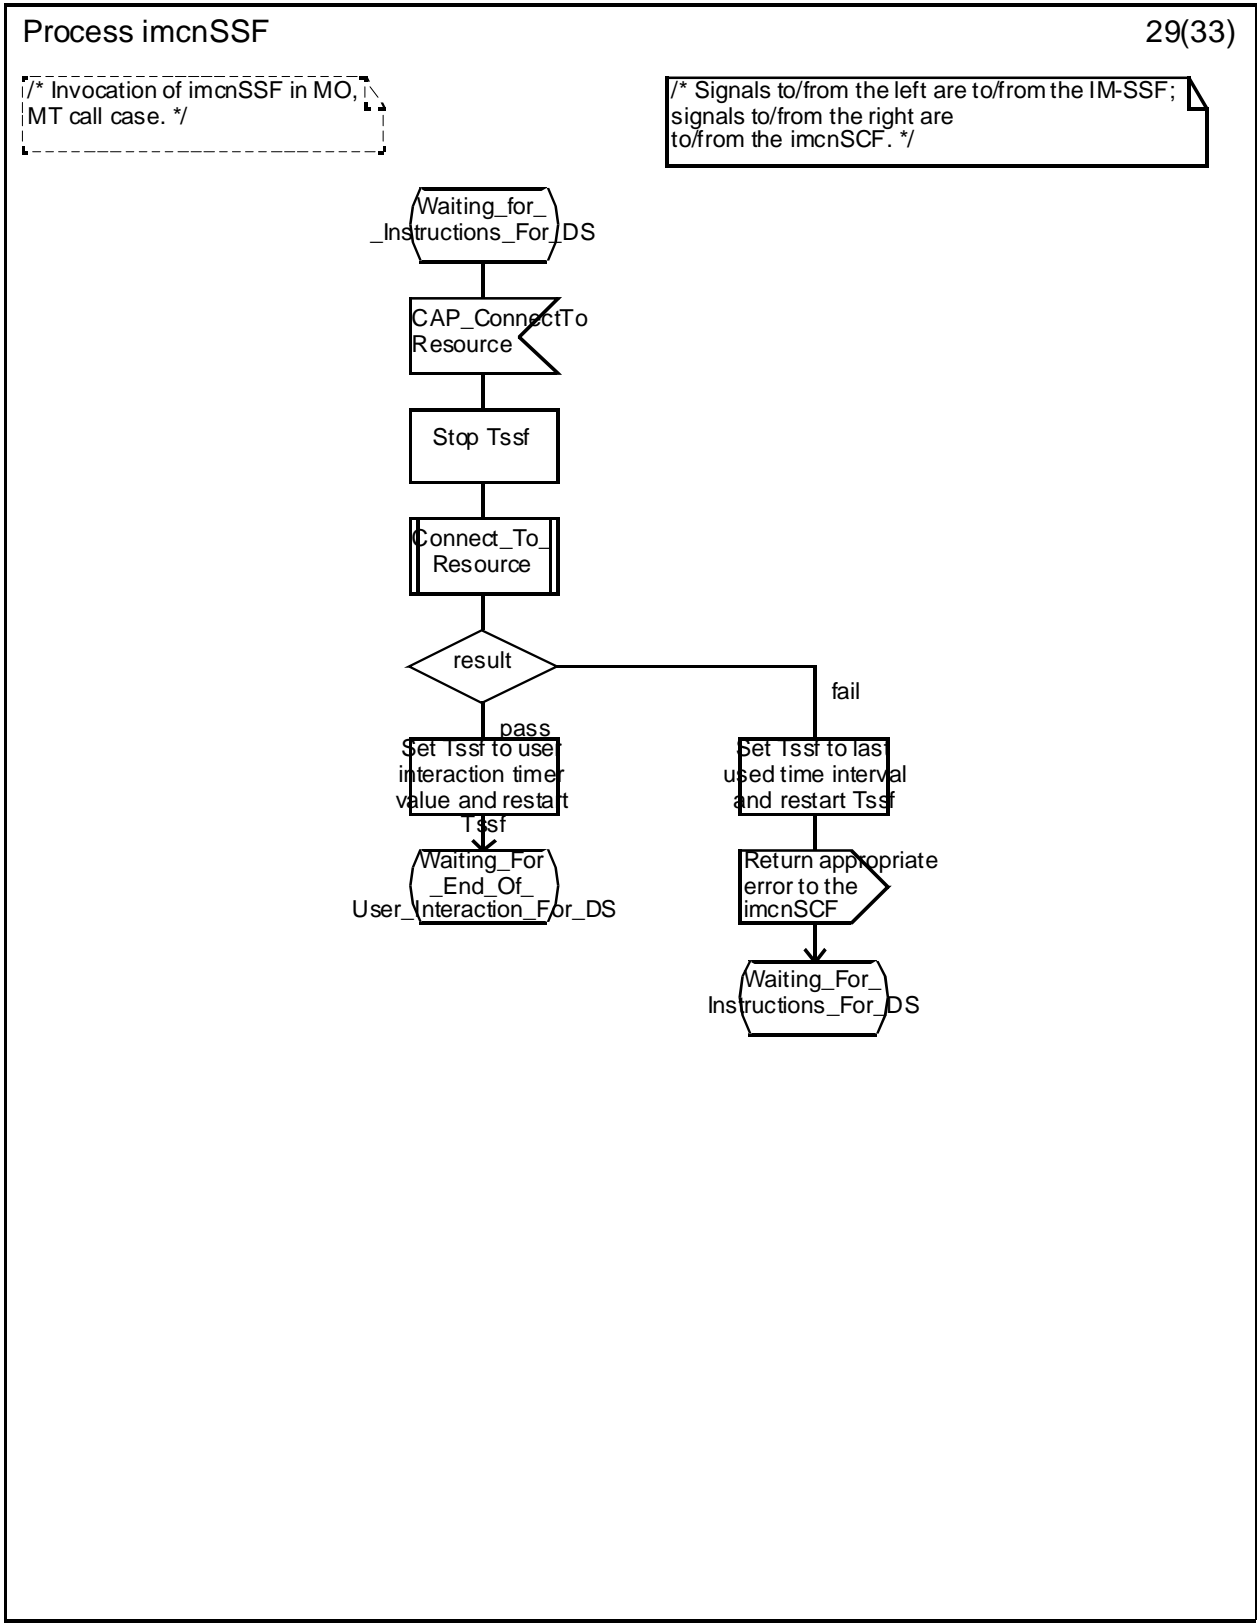 Process imcnSSF
29(33)
/* Invocation of imcnSSF in MO,
MT call case. */
/* Signals to/from the left are to/from the IM-SSF;
signals to/from the right are
to/from the imcnSCF. */
Waiting_for_
_Instructions_For_DS
CAP_ConnectTo
Resource
Stop Tssf
Connect_To_
Resource
result
fail
pass
Set Tssf to user
interaction timer
value and restart
Tssf
Set Tssf to last
used time interval
and restart Tssf
Waiting_For
_End_Of_
User_Interaction_For_DS
Return appropriate
error to the
imcnSCF
Waiting_For_
Instructions_For_DS